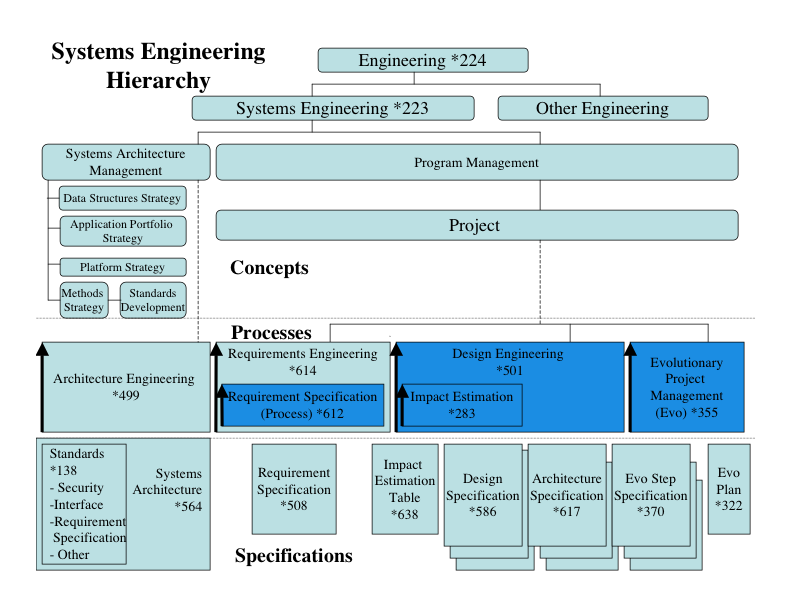 Systems Engineering
Hierarchy
Engineering *224
Systems Engineering *223
Other Engineering
Systems Architecture
Management
Program Management
Data Structures Strategy
Application Portfolio
Strategy
Project
Platform Strategy
Concepts
Methods
Strategy
Standards
Development
Processes
Architecture Engineering
*499
Requirements Engineering
*614
Requirement Specification
(Process) *612
Design Engineering
*501
Impact Estimation
*283
Evolutionary
Project
Management
(Evo) *355
Standards
*138
- Security
-Interface
-Requirement
Specification
- Other
Systems
Architecture
*564
Requirement
Specification
*508
Impact
Estimation
Table
*638
Design
Specification
*586
Architecture
Specification
*617
Evo Step
Specification
*370
Evo
Plan
*322
Specifications